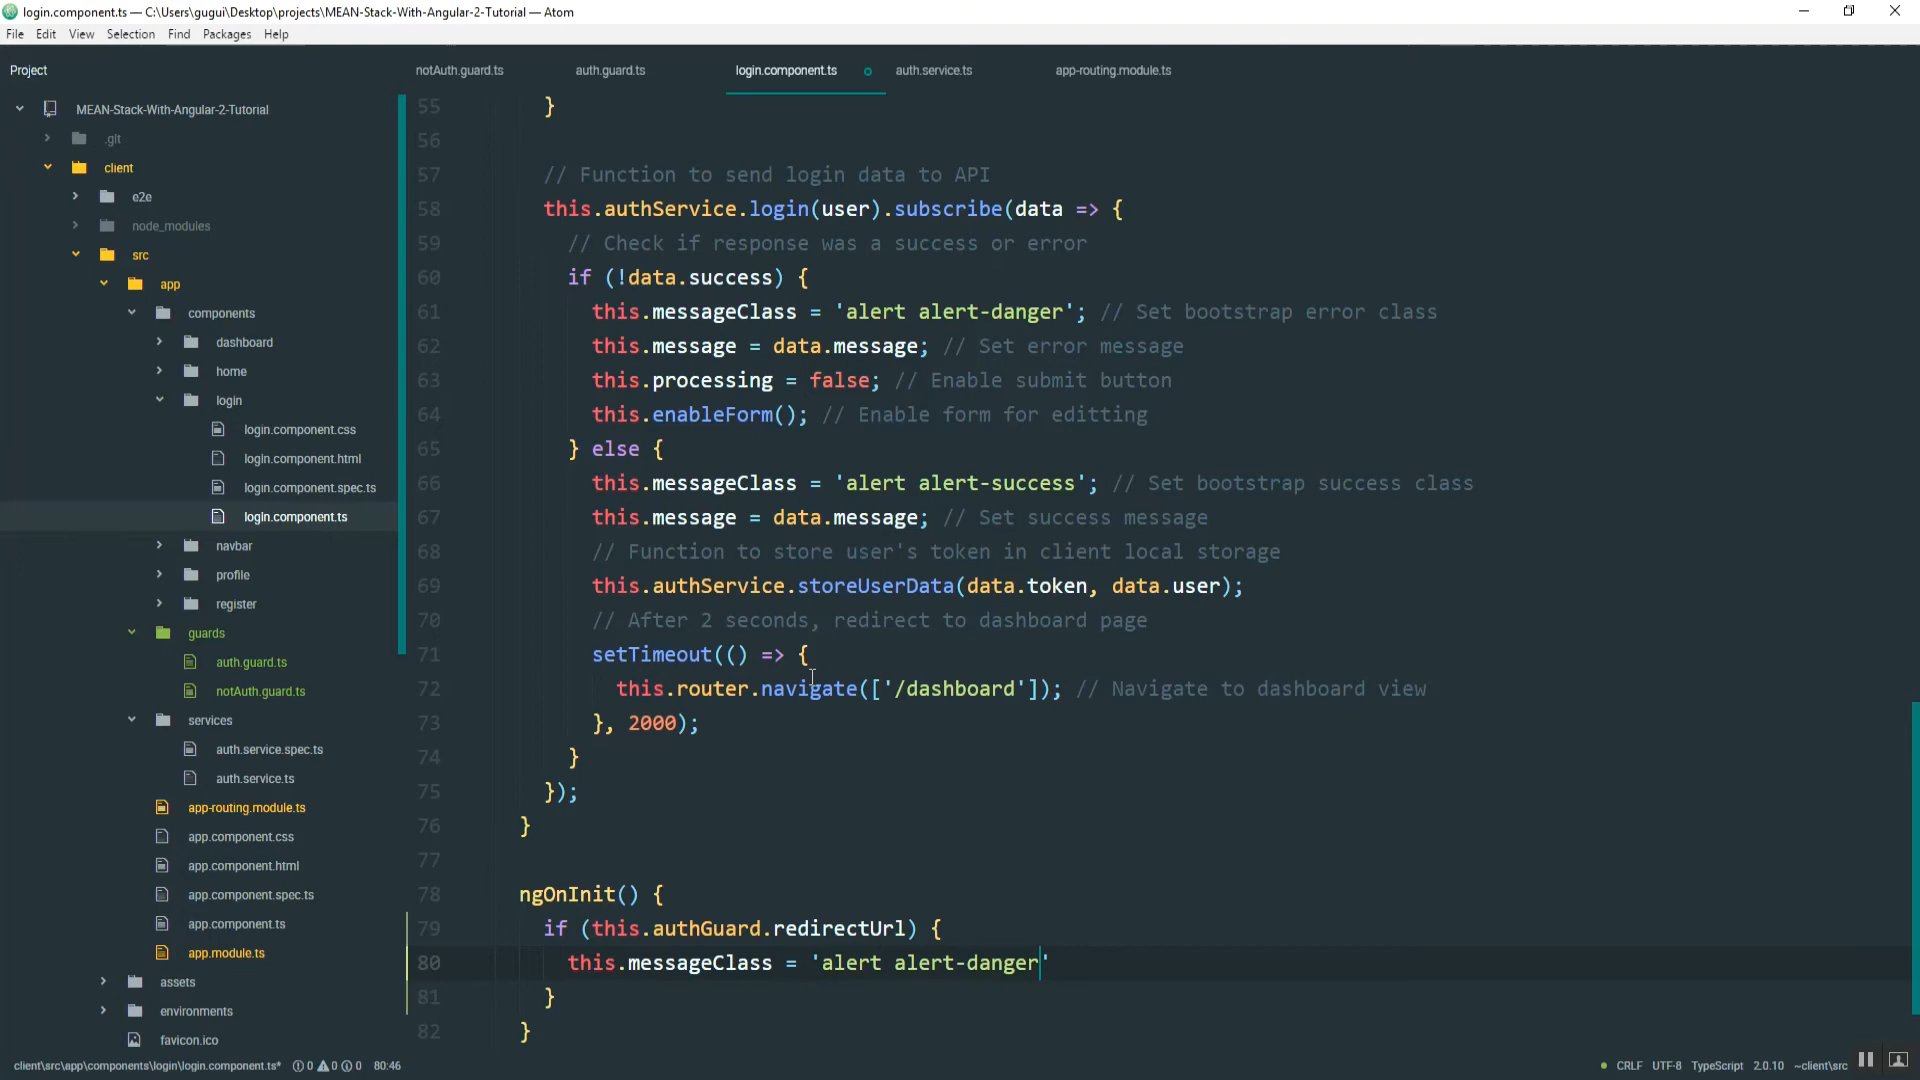 login.component.ts — C:\Users\gugui\Desktop\projects\MEAN-Stack-With-Angular-2-Tutorial — Atom
File Edit View Selection Find Packages Help
Project
notAuth.guard.ts auth.guard.ts login.component.ts auth.service.ts app-routing.module.ts
MEAN-Stack-With-Angular-2-Tutorial
.git
client
e2e
node_modules
src
app
components
dashboard
home
login
login.component.css
login.component.html
login.component.spec.ts
login.component.ts
navbar
profile
register
guards
auth.guard.ts
notAuth.guard.ts
services
auth.service.spec.ts
auth.service.ts
app-routing.module.ts
app.component.css
app.component.html
app.component.spec.ts
app.component.ts
app.module.ts
assets
environments
favicon.ico
55 }
56
57 // Function to send login data to API
58 this.authService.login(user).subscribe(data => {
59 // Check if response was a success or error
60 if (!data.success) {
61 this.messageClass = 'alert alert-danger'; // Set bootstrap error class
62 this.message = data.message; // Set error message
63 this.processing = false; // Enable submit button
64 this.enableForm(); // Enable form for editting
65 } else {
66 this.messageClass = 'alert alert-success'; // Set bootstrap success class
67 this.message = data.message; // Set success message
68 // Function to store user's token in client local storage
69 this.authService.storeUserData(data.token, data.user);
70 // After 2 seconds, redirect to dashboard page
71 setTimeout(() => {
72 this.router.navigate(['/dashboard']); // Navigate to dashboard view
73 }, 2000);
74 }
75 });
76 }
77
78 ngOnInit() {
79 if (this.authGuard.redirectUrl) {
80 this.messageClass = 'alert alert-danger'
81 }
82 }
client\src\app\components\login\login.component.ts* 0 0 0 80:46 CRLF UTF-8 TypeScript 2.0.10 ~client\src